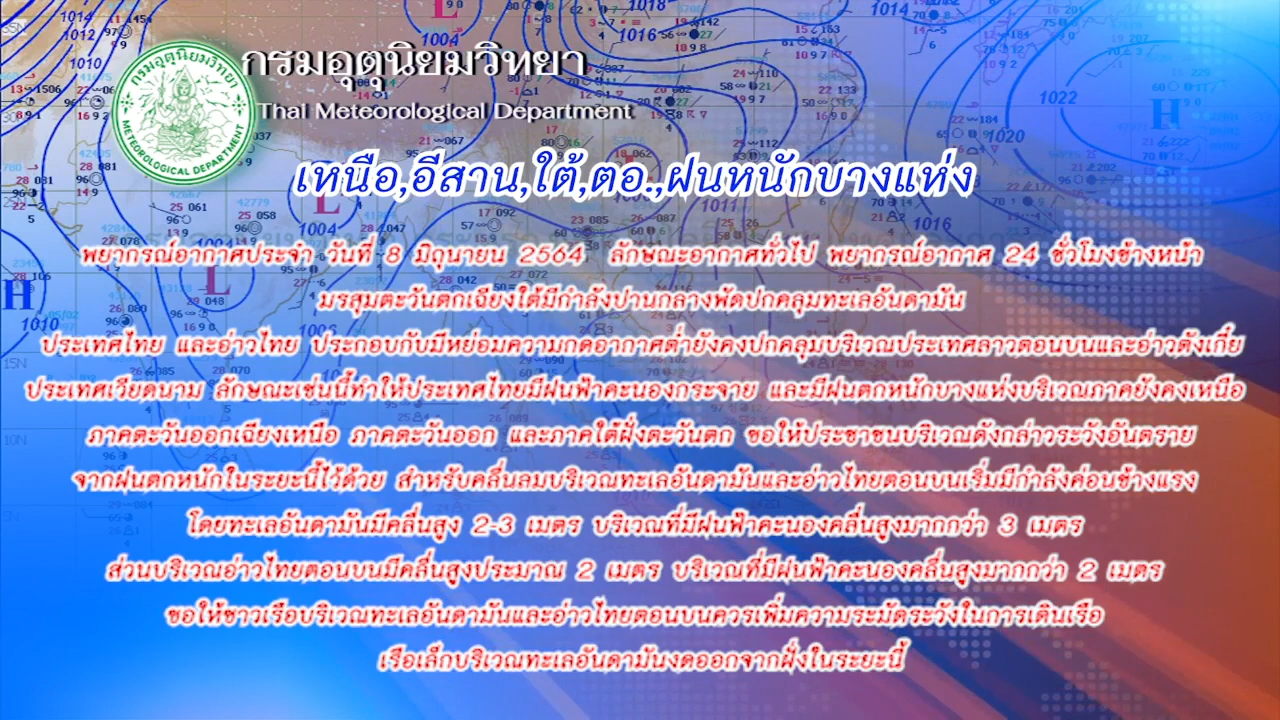 กรมอุตุนิยมวิทยา
Thai Meteorological Department
กรมอุตุนิยมวิทยา
METEOROLOGICAL DEPARTMENT
เหนือ,อีสาน,ใต้,ตอ.,ฝนหนักบางแห่ง
พยากรณ์อากาศประจำ วันที่ 8 มิถุนายน 2564 ลักษณะอากาศทั่วไป พยากรณ์อากาศ 24 ชั่วโมงข้างหน้า
มรสุมตะวันตกเฉียงใต้มีกำลังปานกลางพัดปกคลุมทะเลอันดามัน
ประเทศไทย และอ่าวไทย ประกอบกับมีหย่อมความกดอากาศต่ำยังคงปกคลุมบริเวณประเทศลาวตอนบนและอ่าวตังเกี๋ย
ประเทศเวียดนาม ลักษณะเช่นนี้ทำให้ประเทศไทยมีฝนฟ้าคะนองกระจาย และมีฝนตกหนักบางแห่งบริเวณภาคยังคงเหนือ
ภาคตะวันออกเฉียงเหนือ ภาคตะวันออก และภาคใต้ฝั่งตะวันตก ขอให้ประชาชนบริเวณดังกล่าวระวังอันตราย
จากฝนตกหนักในระยะนี้ไว้ด้วย สำหรับคลื่นลมบริเวณทะเลอันดามันและอ่าวไทยตอนบนเริ่มมีกำลังค่อนข้างแรง
โดยทะเลอันดามันมีคลื่นสูง 2-3 เมตร บริเวณที่มีฝนฟ้าคะนองคลื่นสูงมากกว่า 3 เมตร
ส่วนบริเวณอ่าวไทยตอนบนมีคลื่นสูงประมาณ 2 เมตร บริเวณที่มีฝนฟ้าคะนองคลื่นสูงมากกว่า 2 เมตร
ขอให้ชาวเรือบริเวณทะเลอันดามันและอ่าวไทยตอนบนควรเพิ่มความระมัดระวังในการเดินเรือ
เรือเล็กบริเวณทะเลอันดามันงดออกจากฝั่งในระยะนี้